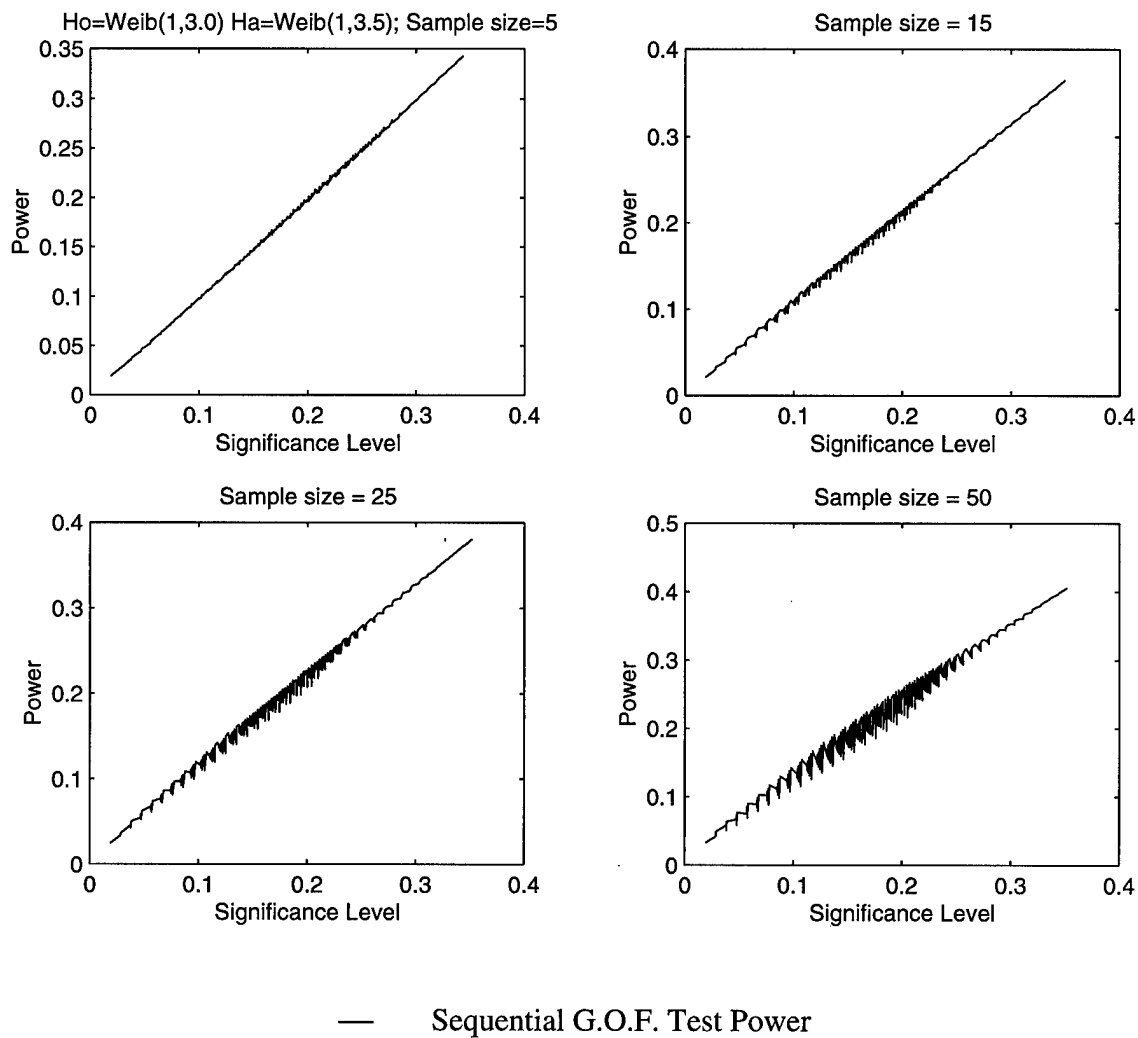 Ho=Weib(1,3.0) Ha=Weib(1,3.5); Sample size=5
0.35
0.3
0.25
0.2
0.15
0.1
0.05
0
Power
0 0.1 0.2 0.3 0.4
Significance Level
Sample size = 15
0.4
0.3
0.2
0.1
0
Power
0 0.1 0.2 0.3 0.4
Significance Level
Sample size = 25
0.4
0.3
0.2
0.1
0
Power
0 0.1 0.2 0.3 0.4
Significance Level
Sample size = 50
0.5
0.4
0.3
0.2
0.1
0
Power
0 0.1 0.2 0.3 0.4
Significance Level
Sequential G.O.F. Test Power